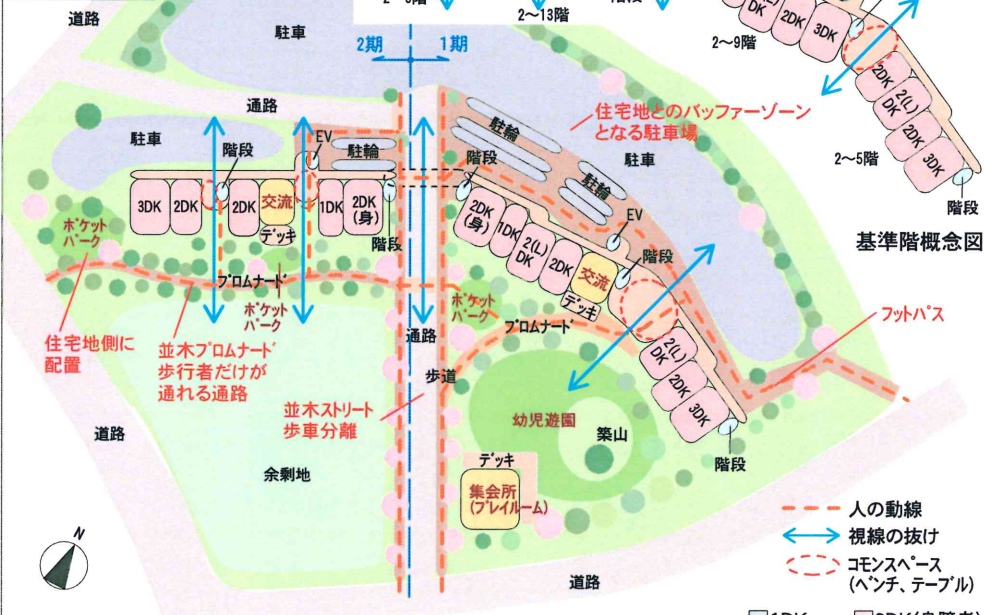 道路
駐車
2～13階
DK
2DK
3DK
2～9階
2DK
2(L)
DK
2DK
3DK
2～5階
階段
基準階概念図
2期
1期
通路
駐車
EV
階段
駐輪
3DK
2DK
2DK
交流
1DK
2DK
(身)
デッキ
階段
ポケット
パーク
プロムナード
ポケット
パーク
住宅地側に
配置
並木プロムナード
歩行者だけが
通れる通路
並木ストリート
歩車分離
道路
余剰地
駐輪
駐輪
駐車
住宅地とのバッファーゾーン
となる駐車場
階段
EV
階段
2DK
(身)
1DK
2(L)
DK
2DK
交流
デッキ
ポケット
パーク
プロムナード
通路
歩道
2(L)
DK
2DK
3DK
階段
フットパス
幼児遊園
築山
デッキ
集会所
(プレイルーム)
道路
N
人の動線
視線の抜け
コモンスペース
(ベンチ、テーブル)
1DK